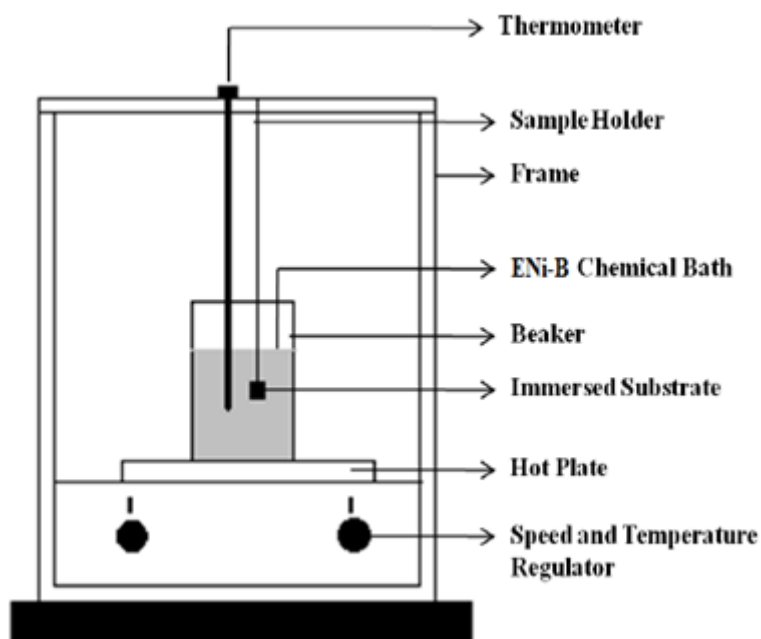 Thermometer
Sample Holder
Frame
ENi-B Chemical Bath
Beaker
Immersed Substrate
Hot Plate
Speed and Temperature
Regulator